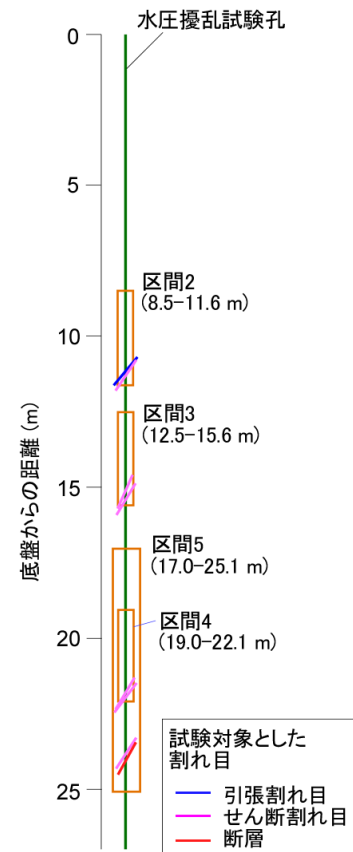 水圧擾乱試験孔
0
5
区間2
(8.5-11.6 m)
10
区間3
(12.5-15.6 m)
15
底盤からの距離 (m)
区間5
(17.0-25.1 m)
区間4
(19.0-22.1 m)
20
試験対象とした
割れ目
25
引張割れ目
せん断割れ目
断層